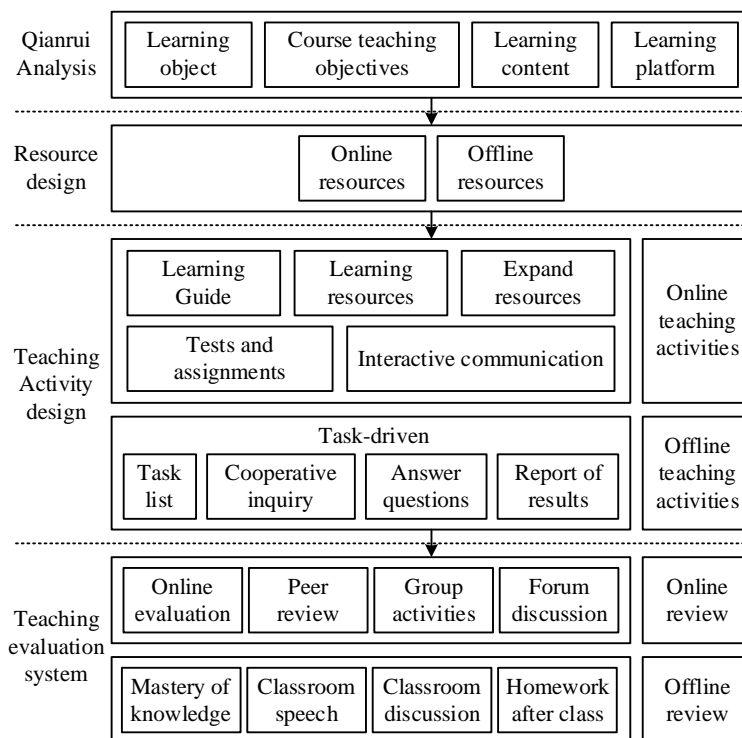 Qianrui
Analysis
Learning
object
Course teaching
objectives
Learning
content
Learning
platform
Resource
design
Online
resources
Offline
resources
Teaching
Activity
design
Learning
Guide
Learning
resources
Expand
resources
Tests and
assignments
Interactive communication
Online
teaching
activities
Task-driven
Task
list
Cooperative
inquiry
Answer
questions
Report of
results
Offline
teaching
activities
Teaching
evaluation
system
Online
evaluation
Peer
review
Group
activities
Forum
discussion
Online
review
Mastery of
knowledge
Classroom
speech
Classroom
discussion
Homework
after class
Offline
review